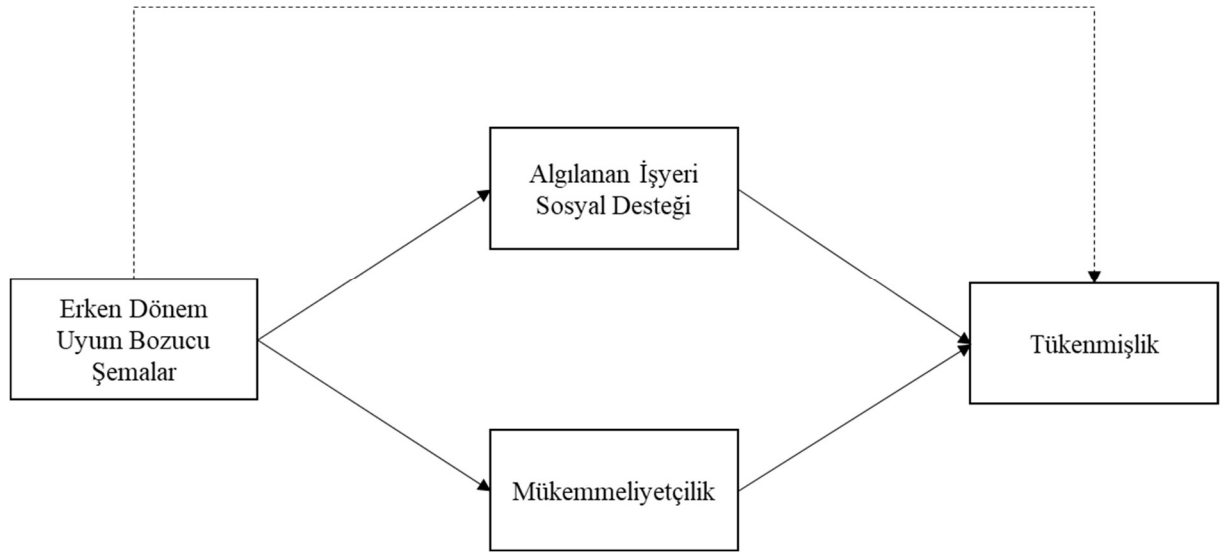 Algılanan İşyeri
Sosyal Desteği
Erken Dönem
Uyum Bozucu
Şemalar
Tükenmişlik
Mükemmeliyetçilik